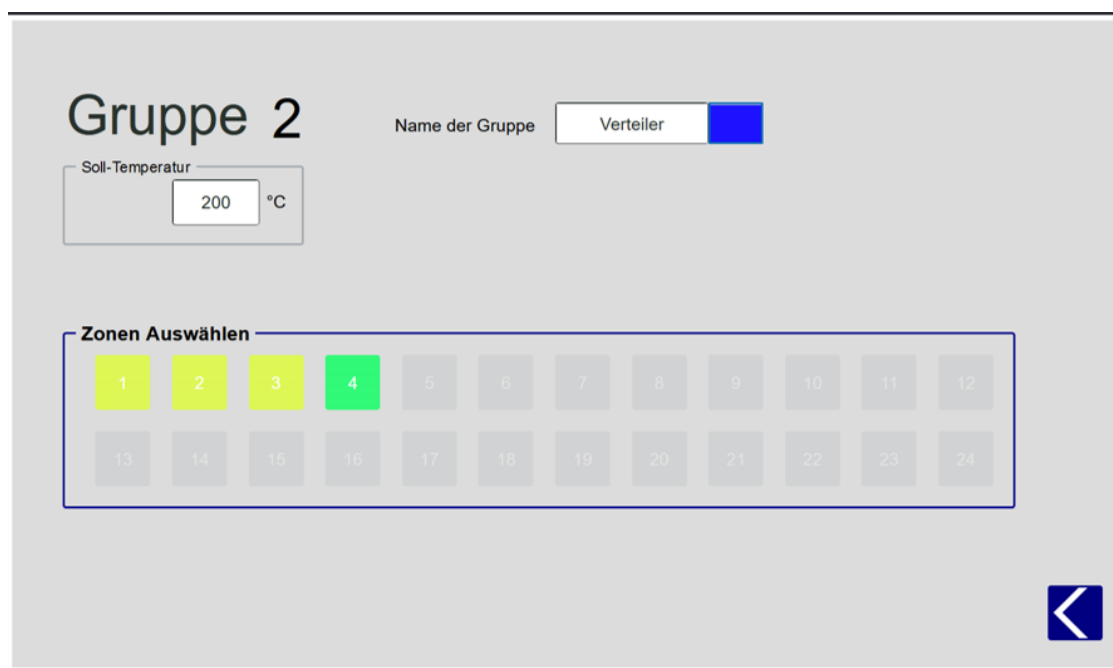 Gruppe 2
Name der Gruppe Verteiler
Soll-Temperatur
200 °C
Zonen Auswählen
1 2 3 4 5 6 7 8 9 10 11 12
13 14 15 16 17 18 19 20 21 22 23 24